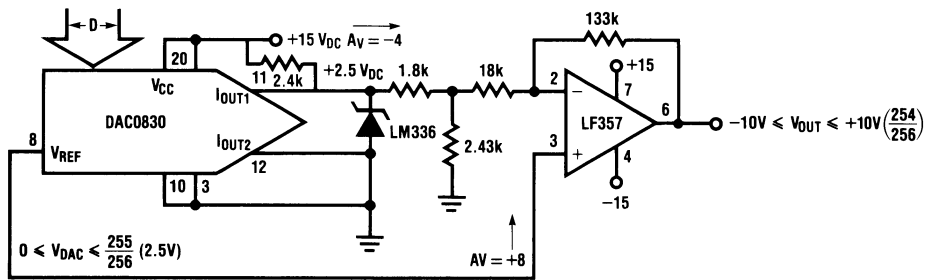 D
+15 V_DC A_V = −4
20
11 2.4k
+2.5 V_DC
1.8k
18k
133k
V_CC
I_OUT1
DAC0830
I_OUT2
12
LM336
2.43k
8
V_REF
10
3
2
−
+15
7
LF357
6
3
+
4
−15
−10V ⩽ V_OUT ⩽ +10V(254/256)
0 ⩽ V_DAC ⩽ 255/256 (2.5V)
AV = +8